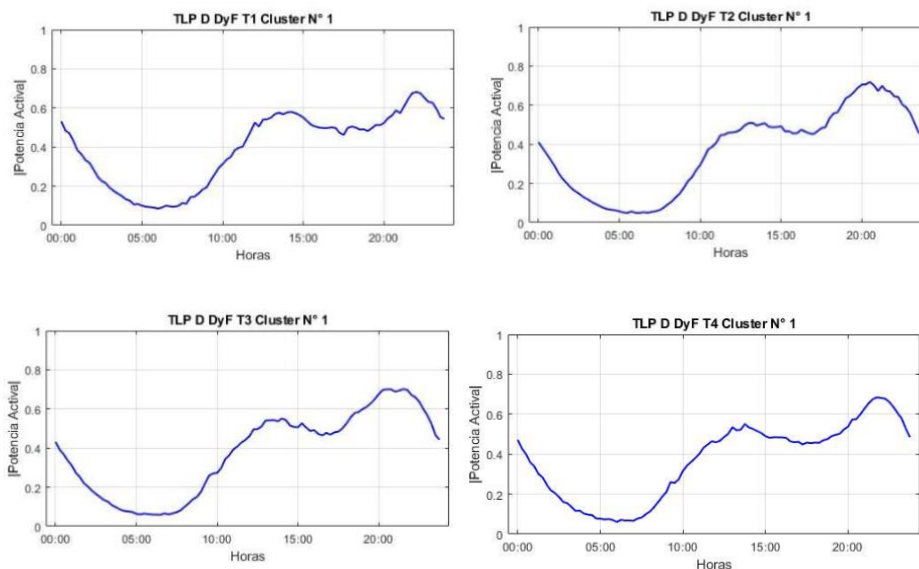 TLP D DyF T1 Cluster N° 1
1
0.8
0.6
0.4
0.2
0
|Potencia Activa|
00:00 05:00 10:00 15:00 20:00
Horas
TLP D DyF T2 Cluster N° 1
1
0.8
0.6
0.4
0.2
0
|Potencia Activa|
00:00 05:00 10:00 15:00 20:00
Horas
TLP D DyF T3 Cluster N° 1
1
0.8
0.6
0.4
0.2
0
|Potencia Activa|
00:00 05:00 10:00 15:00 20:00
Horas
TLP D DyF T4 Cluster N° 1
1
0.8
0.6
0.4
0.2
0
|Potencia Activa|
00:00 05:00 10:00 15:00 20:00
Horas